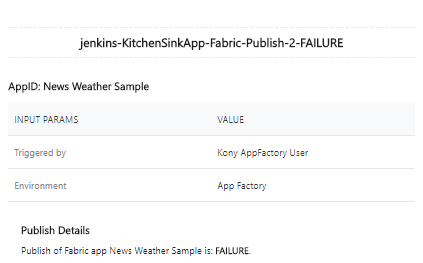 jenkins-KitchenSinkApp-Fabric-Publish-2-FAILURE
AppID: News Weather Sample
INPUT PARAMS VALUE
Triggered by Kony AppFactory User
Environment App Factory
Publish Details
Publish of Fabric app News Weather Sample is: FAILURE.